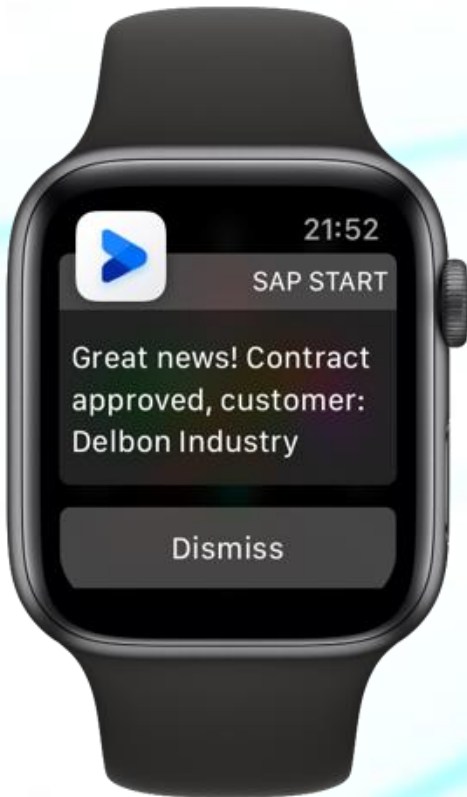 21:52
SAP START
Great news! Contract
approved, customer:
Delbon Industry
Dismiss